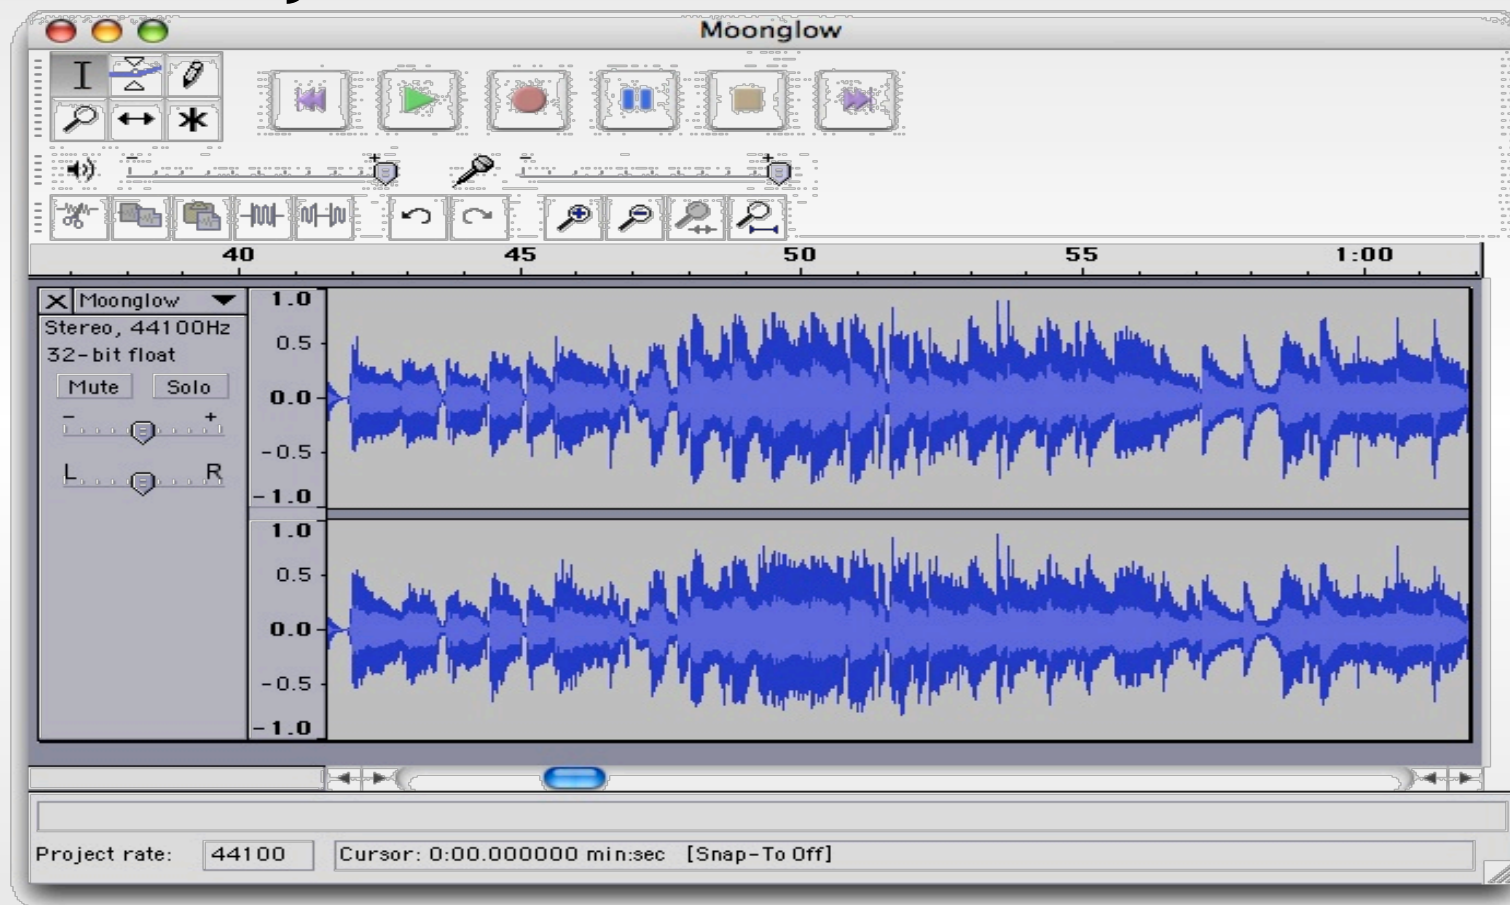 Moonglow
40 45 50 55 1:00
X Moonglow
Stereo, 44100Hz
32-bit float
Mute Solo
- +
L R
1.0
0.5
0.0
-0.5
-1.0
1.0
0.5
0.0
-0.5
-1.0
Project rate: 44100 Cursor: 0:00.000000 min:sec [Snap-To Off]